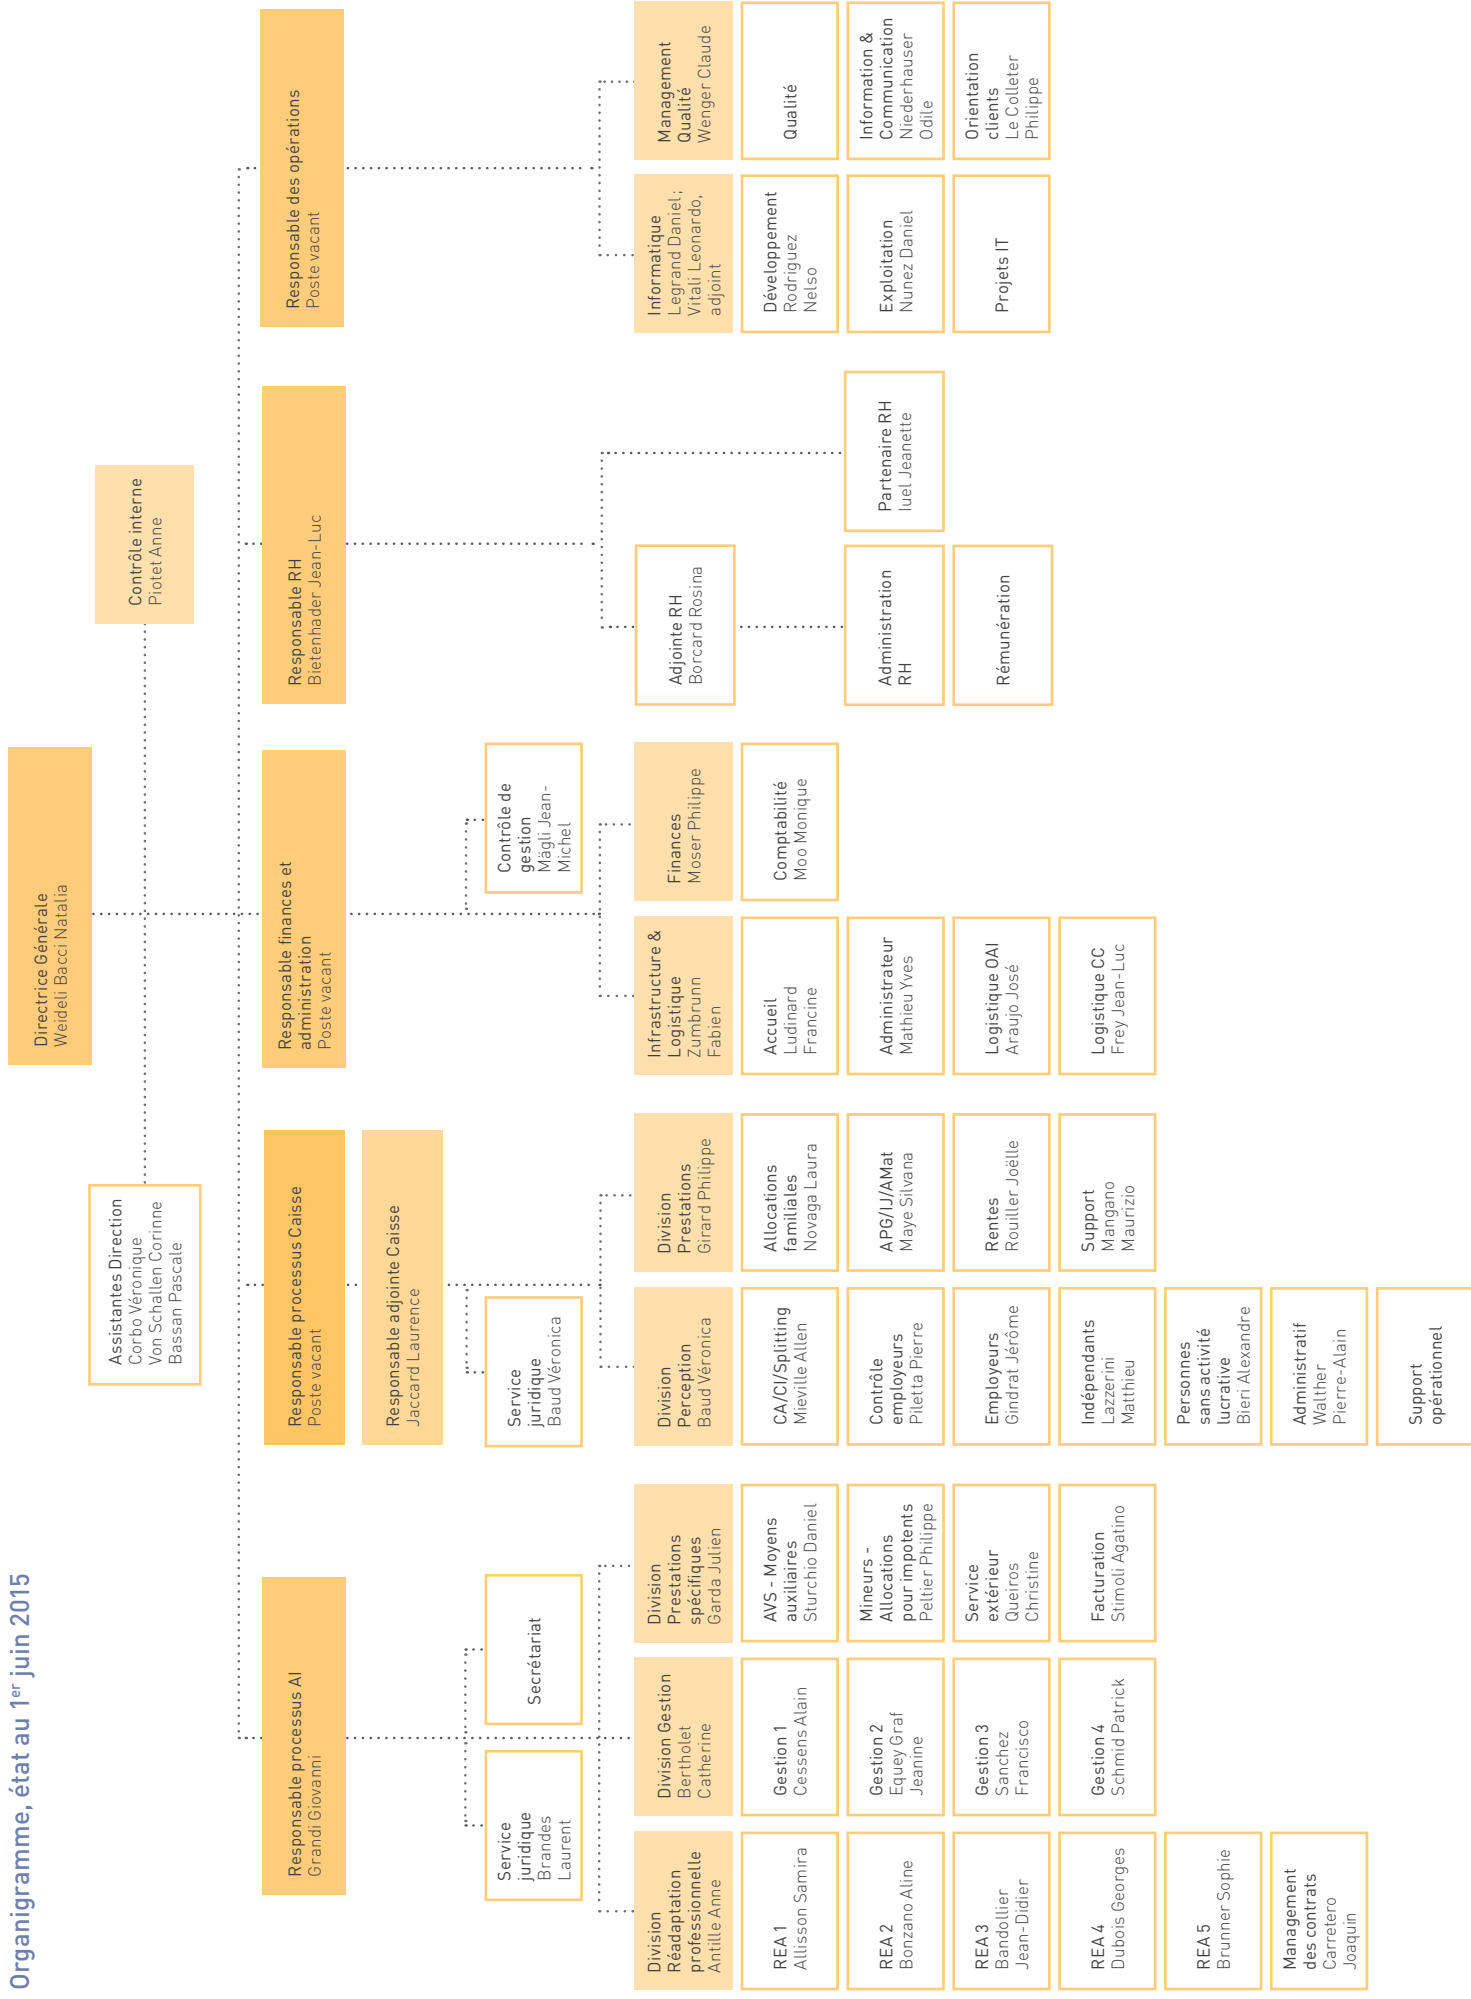 Organigramme, état au 1er juin 2015
Directrice Générale
Weideli Bacci Natalia
Assistantes Direction
Corbo Véronique
Von Schallen Corinne
Bassan Pascale
Contrôle interne
Piotet Anne
Responsable processus AI
Grandi Giovanni
Service
juridique
Brandes
Laurent
Secrétariat
Division
Réadaptation
professionnelle
Antille Anne
REA 1
Allisson Samira
REA 2
Bonzano Aline
REA 3
Bandollier
Jean-Didier
REA 4
Dubois Georges
REA 5
Brunner Sophie
Management
des contrats
Carretero
Joaquin
Division Gestion
Bertholet
Catherine
Gestion 1
Cessens Alain
Gestion 2
Equey Graf
Jeanine
Gestion 3
Sanchez
Francisco
Gestion 4
Schmid Patrick
Division
Prestations
spécifiques
Garda Julien
AVS - Moyens
auxiliaires
Sturchio Daniel
Mineurs -
Allocations
pour impotents
Peltier Philippe
Service
extérieur
Queiros
Christine
Facturation
Stimoli Agatino
Responsable processus Caisse
Poste vacant
Responsable adjointe Caisse
Jaccard Laurence
Service
juridique
Baud Véronica
Division
Perception
Baud Véronica
CA/CI/Splitting
Mieville Allen
Contrôle
employeurs
Piletta Pierre
Employeurs
Gindrat Jérôme
Indépendants
Lazzerini
Matthieu
Personnes
sans activité
lucrative
Bieri Alexandre
Administratif
Walther
Pierre-Alain
Support
opérationnel
Division
Prestations
Girard Philippe
Allocations
familiales
Novaga Laura
APG/IJ/AMat
Maye Silvana
Rentes
Rouiller Joëlle
Support
Mangano
Maurizio
Responsable finances et
administration
Poste vacant
Contrôle de
gestion
Mägli Jean-
Michel
Infrastructure &
Logistique
Zumbrunn
Fabien
Accueil
Ludinard
Francine
Administrateur
Mathieu Yves
Logistique OAI
Araujo José
Logistique CC
Frey Jean-Luc
Finances
Moser Philippe
Comptabilité
Moo Monique
Responsable RH
Bietenhader Jean-Luc
Adjointe RH
Borcard Rosina
Administration
RH
Rémunération
Partenaire RH
Iuel Jeanette
Responsable des opérations
Poste vacant
Informatique
Legrand Daniel;
Vitali Leonardo,
adjoint
Développement
Rodriguez
Nelso
Exploitation
Nunez Daniel
Projets IT
Management
Qualité
Wenger Claude
Qualité
Information &
Communication
Niederhauser
Odile
Orientation
clients
Le Colleter
Philippe